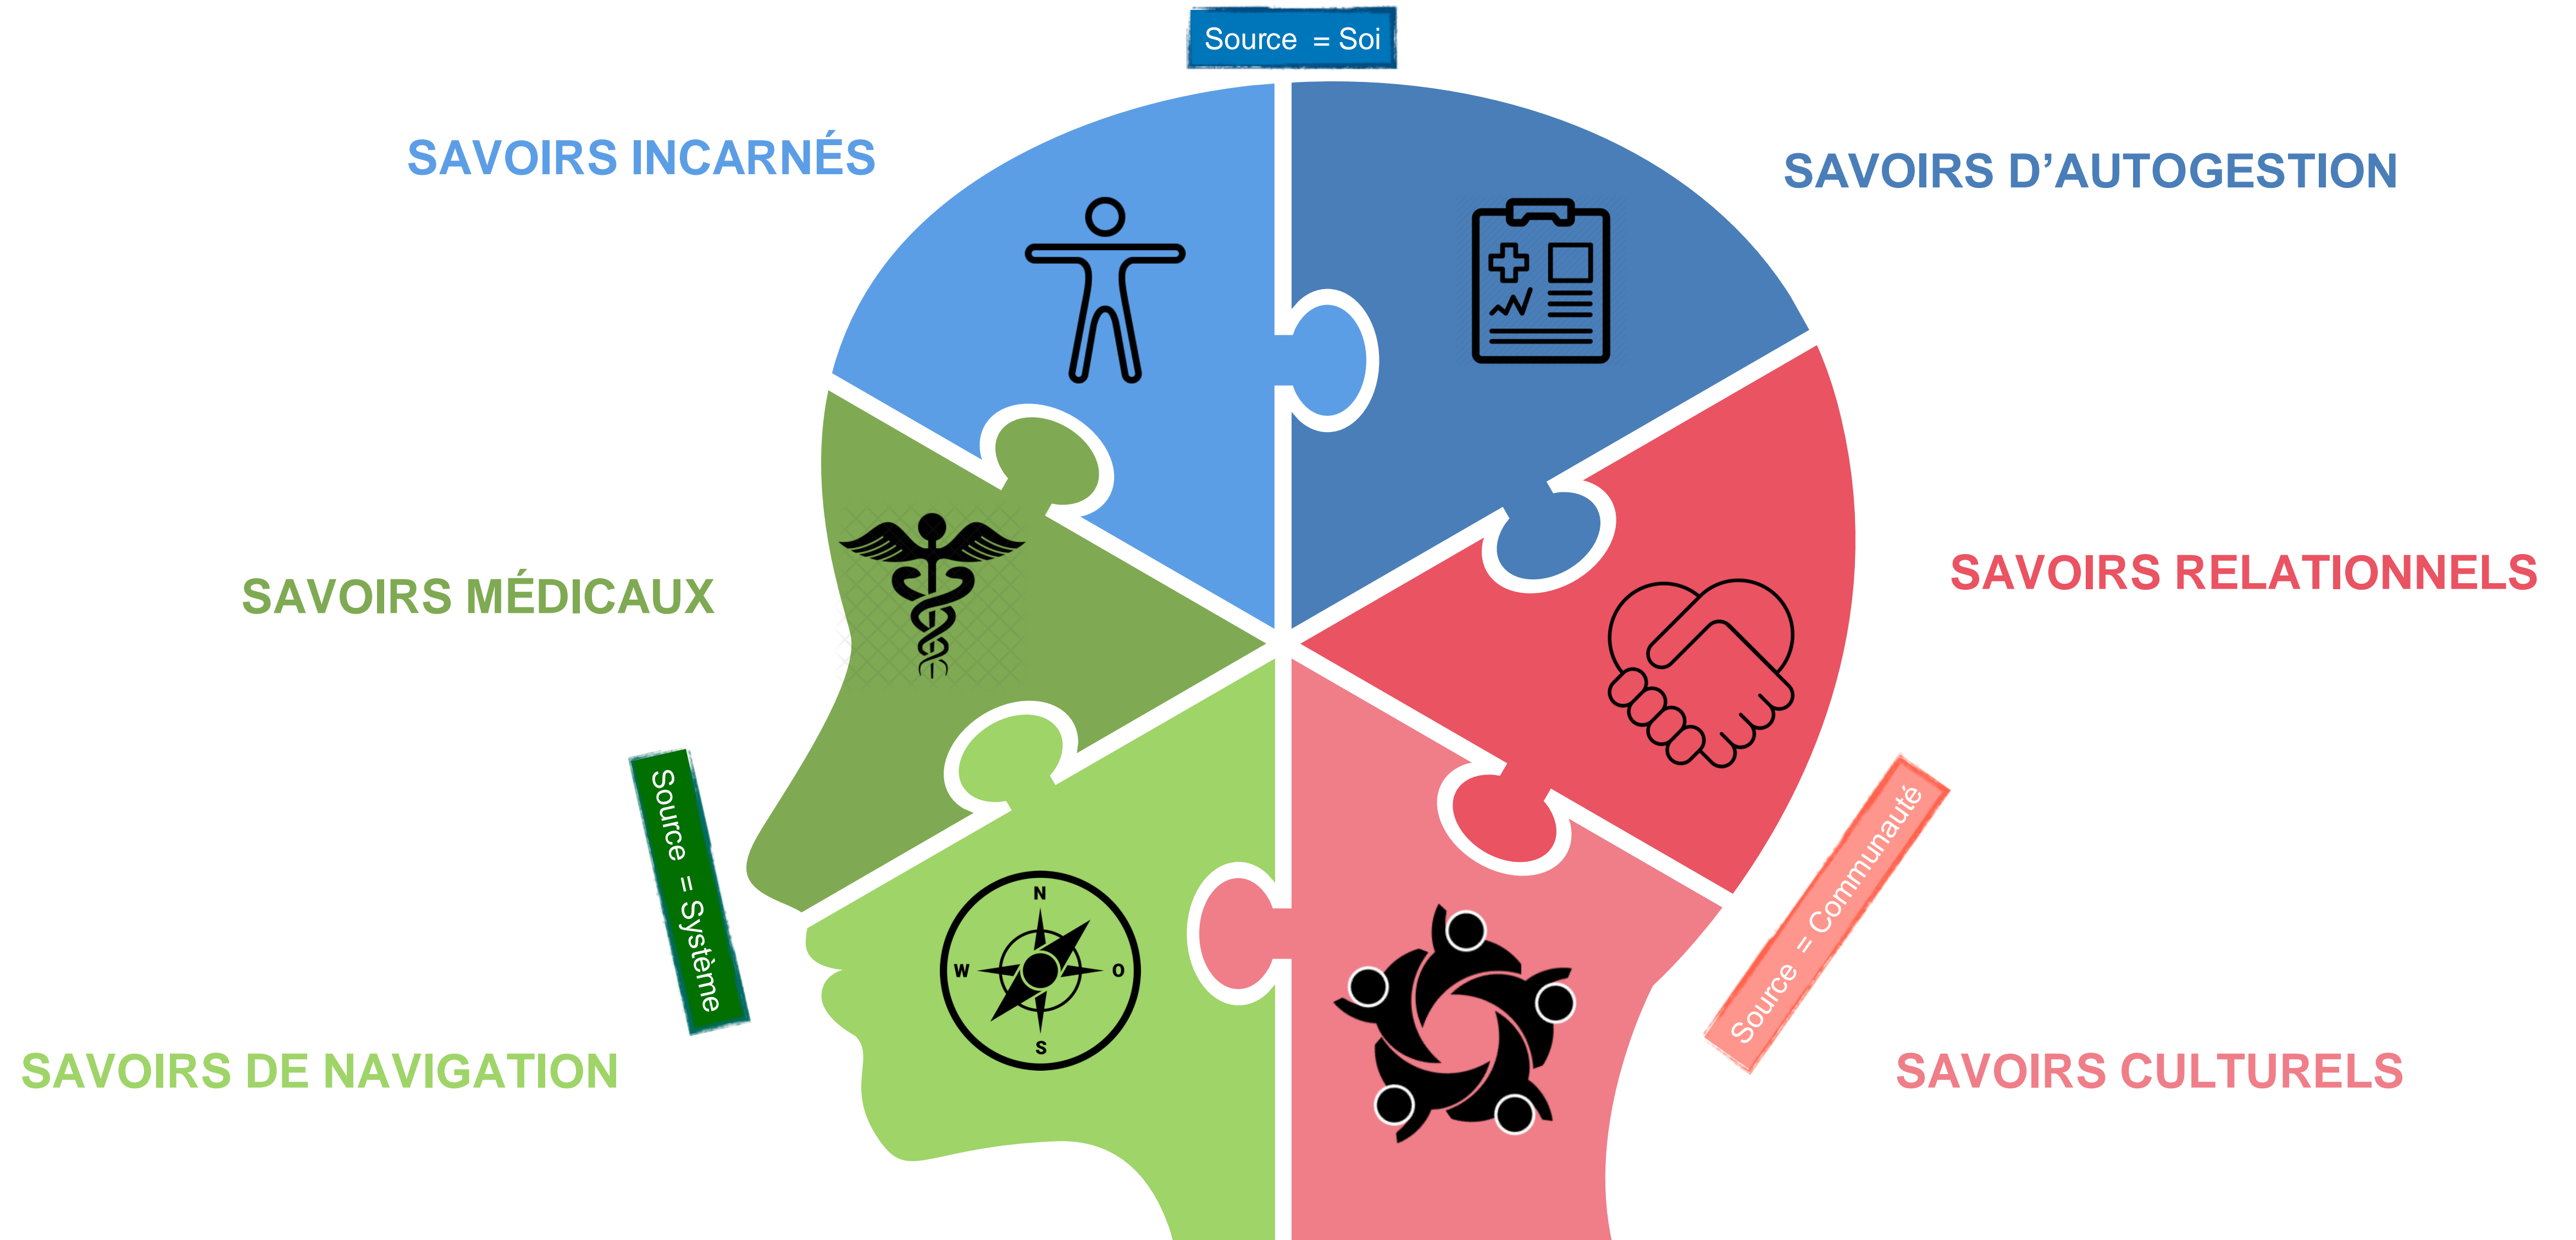 Source = Soi
SAVOIRS INCARNÉS
SAVOIRS D’AUTOGESTION
SAVOIRS MÉDICAUX
SAVOIRS RELATIONNELS
Source = Système
Source = Communauté
N
W
O
S
SAVOIRS DE NAVIGATION
SAVOIRS CULTURELS